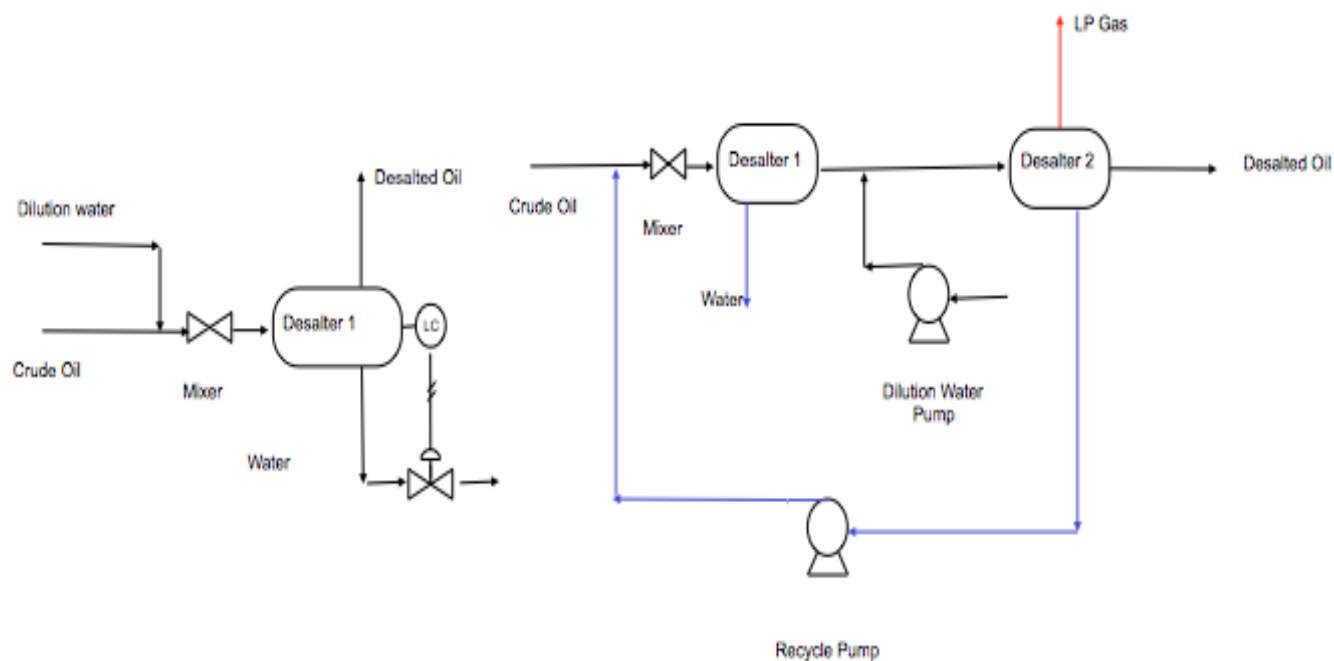 Dilution water
Crude Oil
Mixer
Desalter 1
Desalted Oil
LC
Water
Crude Oil
Mixer
Desalter 1
Water
Dilution Water
Pump
LP Gas
Desalter 2
Desalted Oil
Recycle Pump